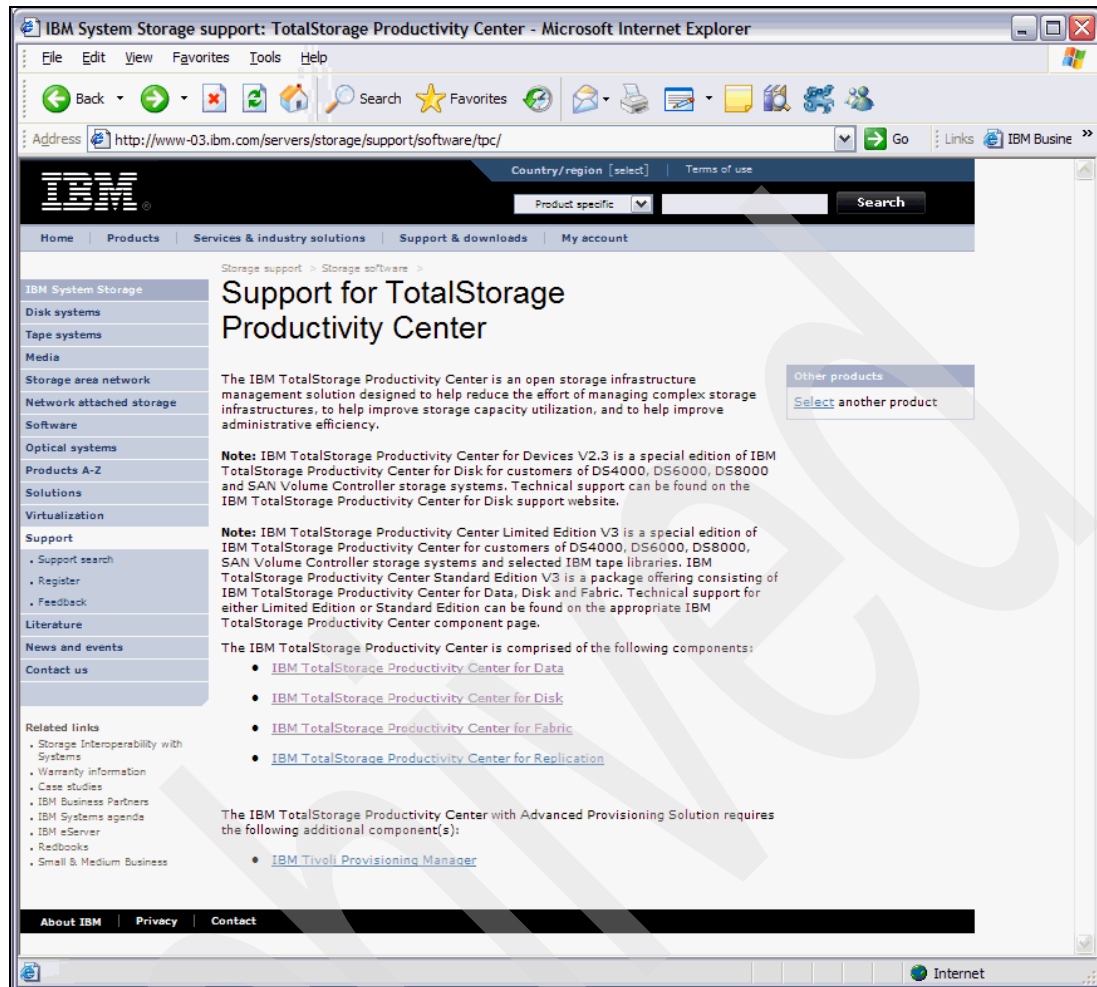 IBM System Storage support: TotalStorage Productivity Center - Microsoft Internet Explorer
File Edit View Favorites Tools Help
Back Search Favorites
Address http://www-03.ibm.com/servers/storage/support/software/tpc/ Go Links IBM Busine »
Country/region [select] | Terms of use
IBM®
Product specific Search
Home | Products | Services & industry solutions | Support & downloads | My account
Storage support > Storage software >
Support for TotalStorage
Productivity Center
IBM System Storage
Disk systems
Tape systems
Media
Storage area network
Network attached storage
Software
Optical systems
Products A-Z
Solutions
Virtualization
Support
. Support search
. Register
. Feedback
Literature
News and events
Contact us
Related links
. Storage Interoperability with
Systems
. Warranty information
. Case studies
. IBM Business Partners
. IBM Systems agenda
. IBM eServer
. Redbooks
. Small & Medium Business
The IBM TotalStorage Productivity Center is an open storage infrastructure
management solution designed to help reduce the effort of managing complex storage
infrastructures, to help improve storage capacity utilization, and to help improve
administrative efficiency.
Note: IBM TotalStorage Productivity Center for Devices V2.3 is a special edition of IBM
TotalStorage Productivity Center for Disk for customers of DS4000, DS6000, DS8000
and SAN Volume Controller storage systems. Technical support can be found on the
IBM TotalStorage Productivity Center for Disk support website.
Note: IBM TotalStorage Productivity Center Limited Edition V3 is a special edition of
IBM TotalStorage Productivity Center for customers of DS4000, DS6000, DS8000,
SAN Volume Controller storage systems and selected IBM tape libraries. IBM
TotalStorage Productivity Center Standard Edition V3 is a package offering consisting of
IBM TotalStorage Productivity Center for Data, Disk and Fabric. Technical support for
either Limited Edition or Standard Edition can be found on the appropriate IBM
TotalStorage Productivity Center component page.
The IBM TotalStorage Productivity Center is comprised of the following components:
• IBM TotalStorage Productivity Center for Data
• IBM TotalStorage Productivity Center for Disk
• IBM TotalStorage Productivity Center for Fabric
• IBM TotalStorage Productivity Center for Replication
The IBM TotalStorage Productivity Center with Advanced Provisioning Solution requires
the following additional component(s):
• IBM Tivoli Provisioning Manager
Other products
Select another product
About IBM | Privacy | Contact
Internet